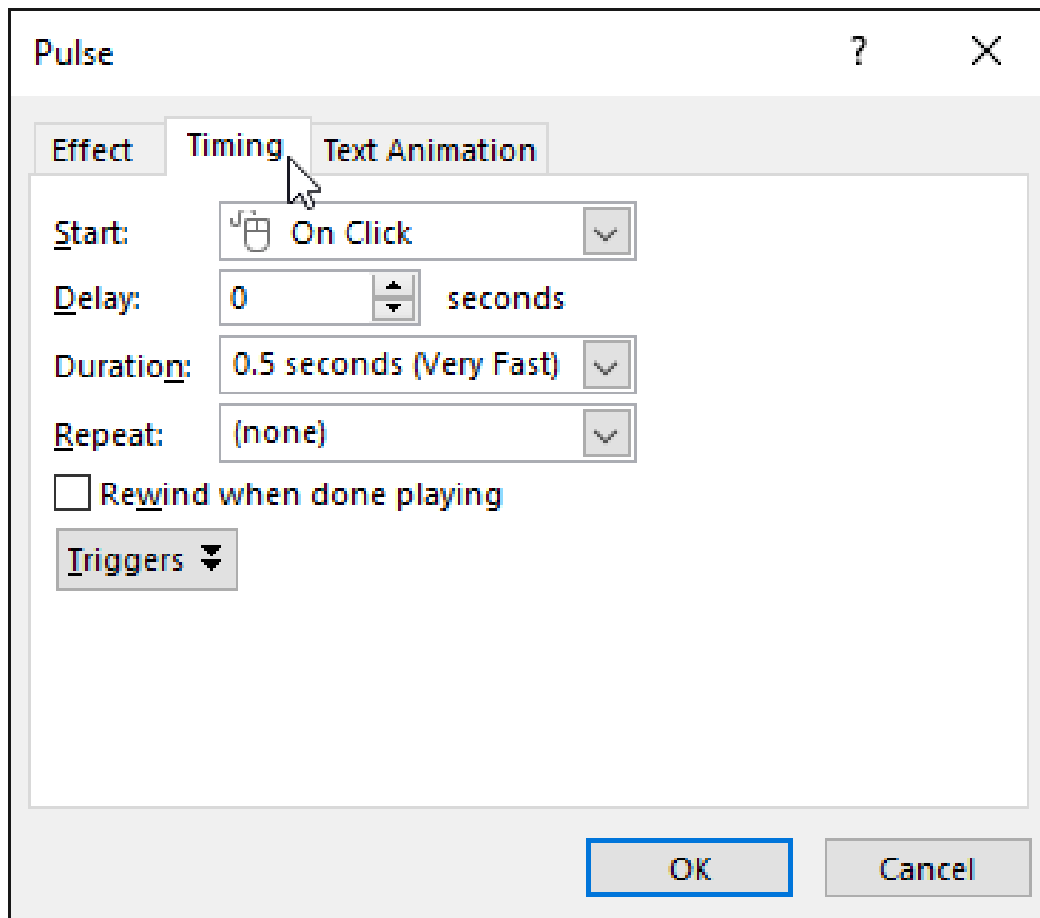 Pulse ?
Effect Timing Text Animation
Start: On Click
Delay: 0 seconds
Duration: 0.5 seconds (Very Fast)
Repeat: (none)
Rewind when done playing
Triggers
OK Cancel